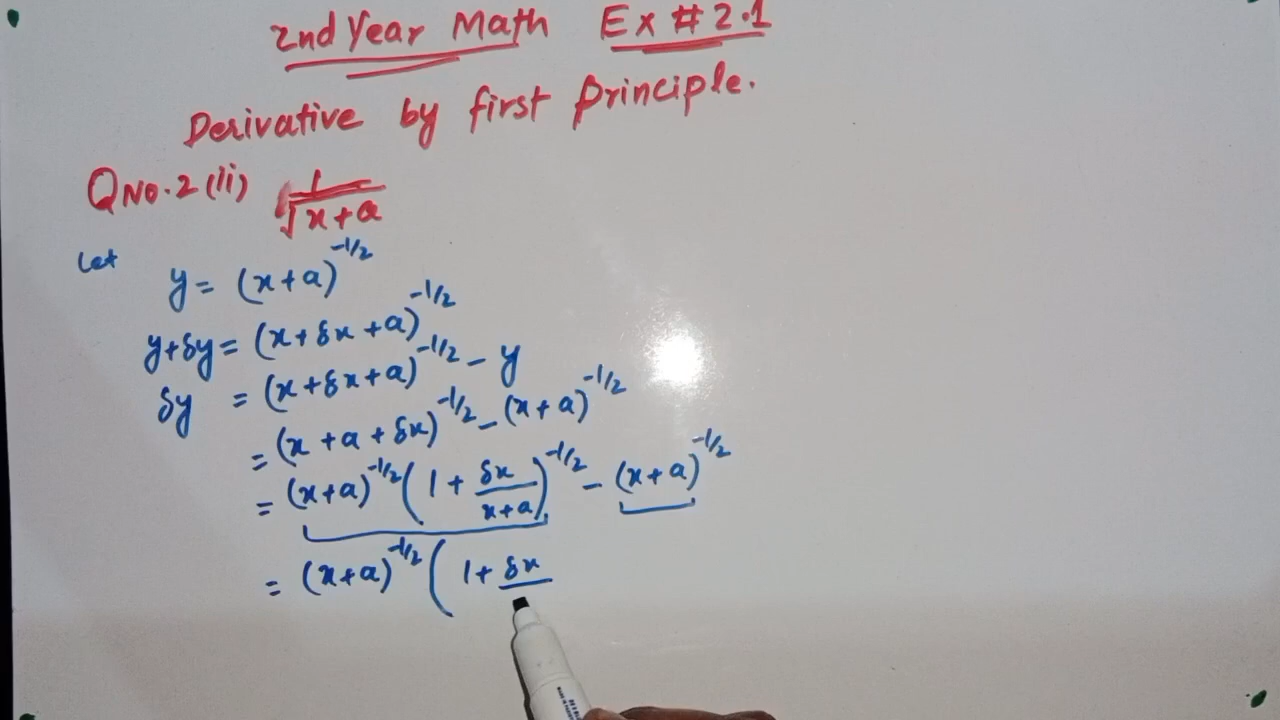 2nd Year Math Ex # 2.1
Derivative by first principle.
Q No. 2 (ii) 1/√(x+a)
Let y = (x+a)^(-1/2)
y+δy = (x+δx+a)^(-1/2)
δy = (x+δx+a)^(-1/2) - y
= (x+a+δx)^(-1/2) - (x+a)^(-1/2)
= (x+a)^(-1/2) (1 + δx/(x+a))^(-1/2) - (x+a)^(-1/2)
= (x+a)^(-1/2) ( 1 + δx